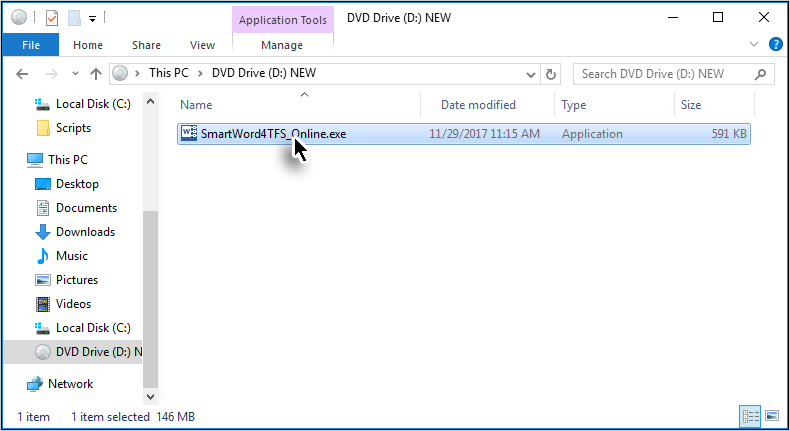 Application Tools DVD Drive (D:) NEW
File Home Share View Manage
This PC DVD Drive (D:) NEW Search DVD Drive (D:) NEW
Name Date modified Type Size
SmartWord4TFS_Online.exe 11/29/2017 11:15 AM Application 591 KB
Local Disk (C:)
Scripts
This PC
Desktop
Documents
Downloads
Music
Pictures
Videos
Local Disk (C:)
DVD Drive (D:) N
Network
1 item 1 item selected 146 MB